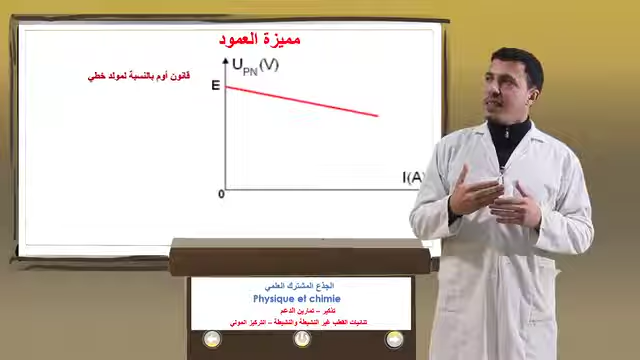 مميزة العمود
قانون أوم بالنسبة لمولد خطي
U_PN(V)
E
I(A)
0
الجذع المشترك العلمي
Physique et chimie
تذكير – تمارين الدعم
ثنائيات القطب غير النشيطة والنشيطة – التركيز المولي